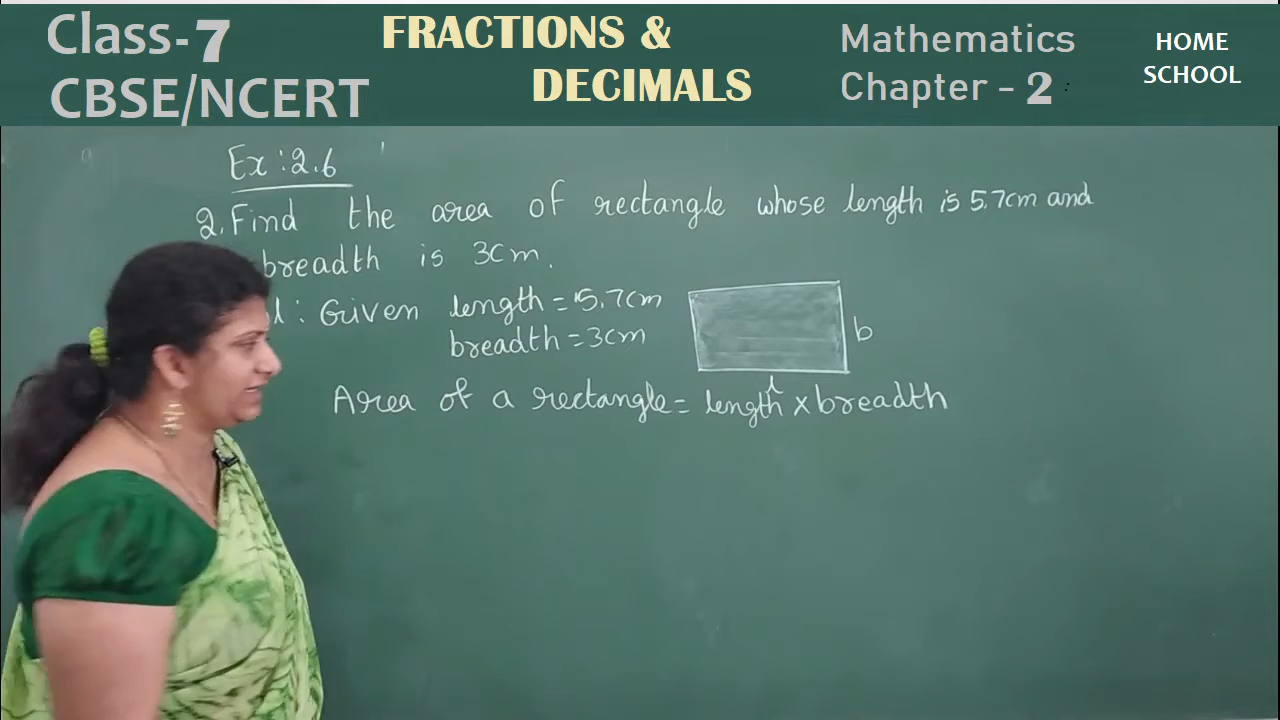 Class-7
CBSE/NCERT
FRACTIONS &
DECIMALS
Mathematics
Chapter - 2
HOME
SCHOOL
Ex : 2.6
2. Find the area of rectangle whose length is 5.7cm and
breadth is 3cm.
: Given length = 5.7cm
breadth = 3cm
b
l
Area of a rectangle = length × breadth